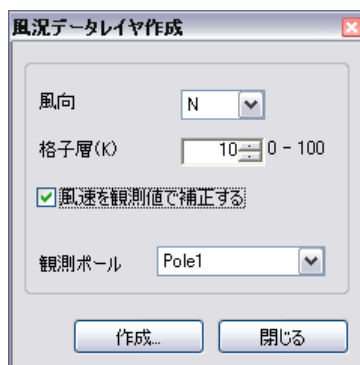 風況データレイヤ作成
風向 N
格子層(K) 10 0 - 100
風速を観測値で補正する
観測ポール Pole1
作成... 閉じる